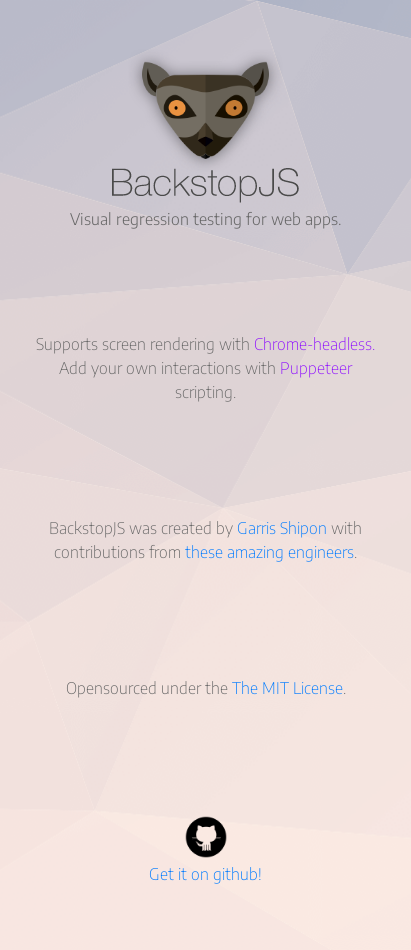 BackstopJS
Visual regression testing for web apps.
Supports screen rendering with Chrome-headless.
Add your own interactions with Puppeteer
scripting.
BackstopJS was created by Garris Shipon with
contributions from these amazing engineers.
Opensourced under the The MIT License.
Get it on github!